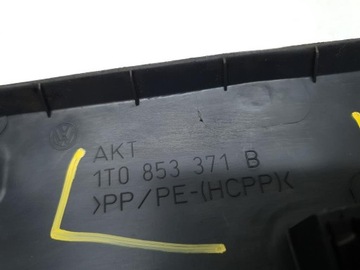 AKT
1T0 853 371 B
>PP/PE-(HCPP)<